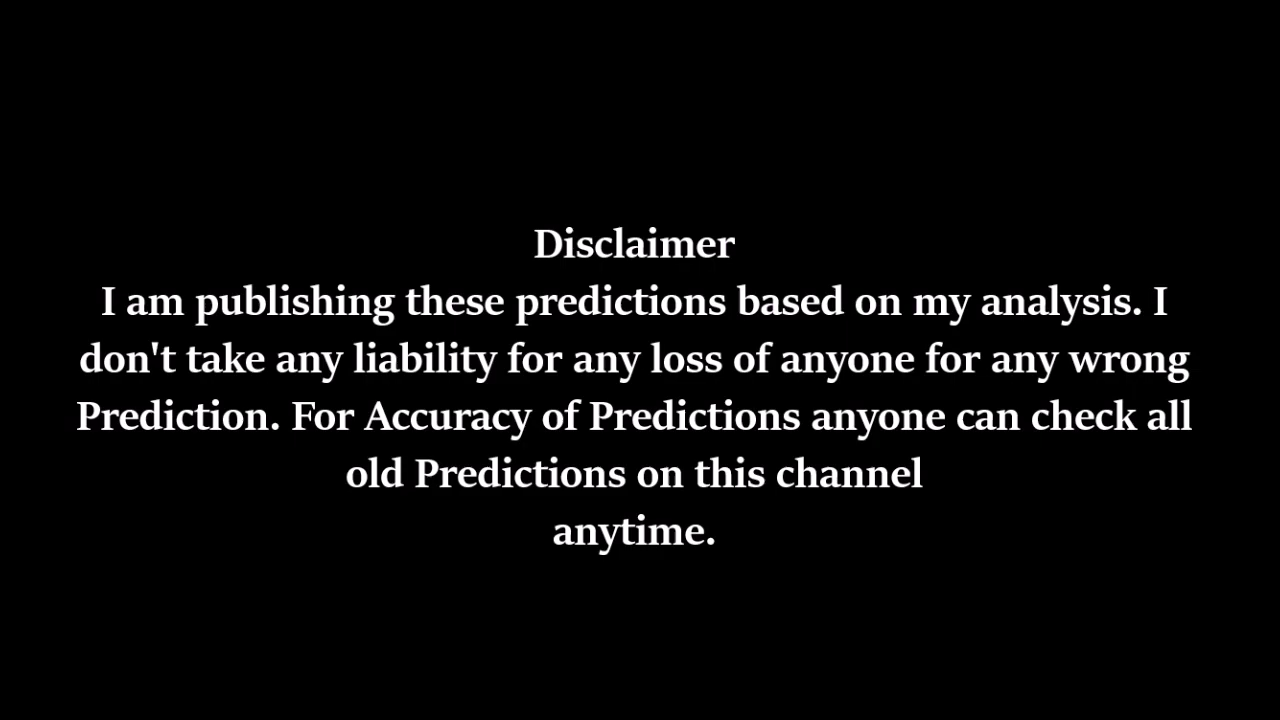 Disclaimer
I am publishing these predictions based on my analysis. I
don't take any liability for any loss of anyone for any wrong
Prediction. For Accuracy of Predictions anyone can check all
old Predictions on this channel
anytime.